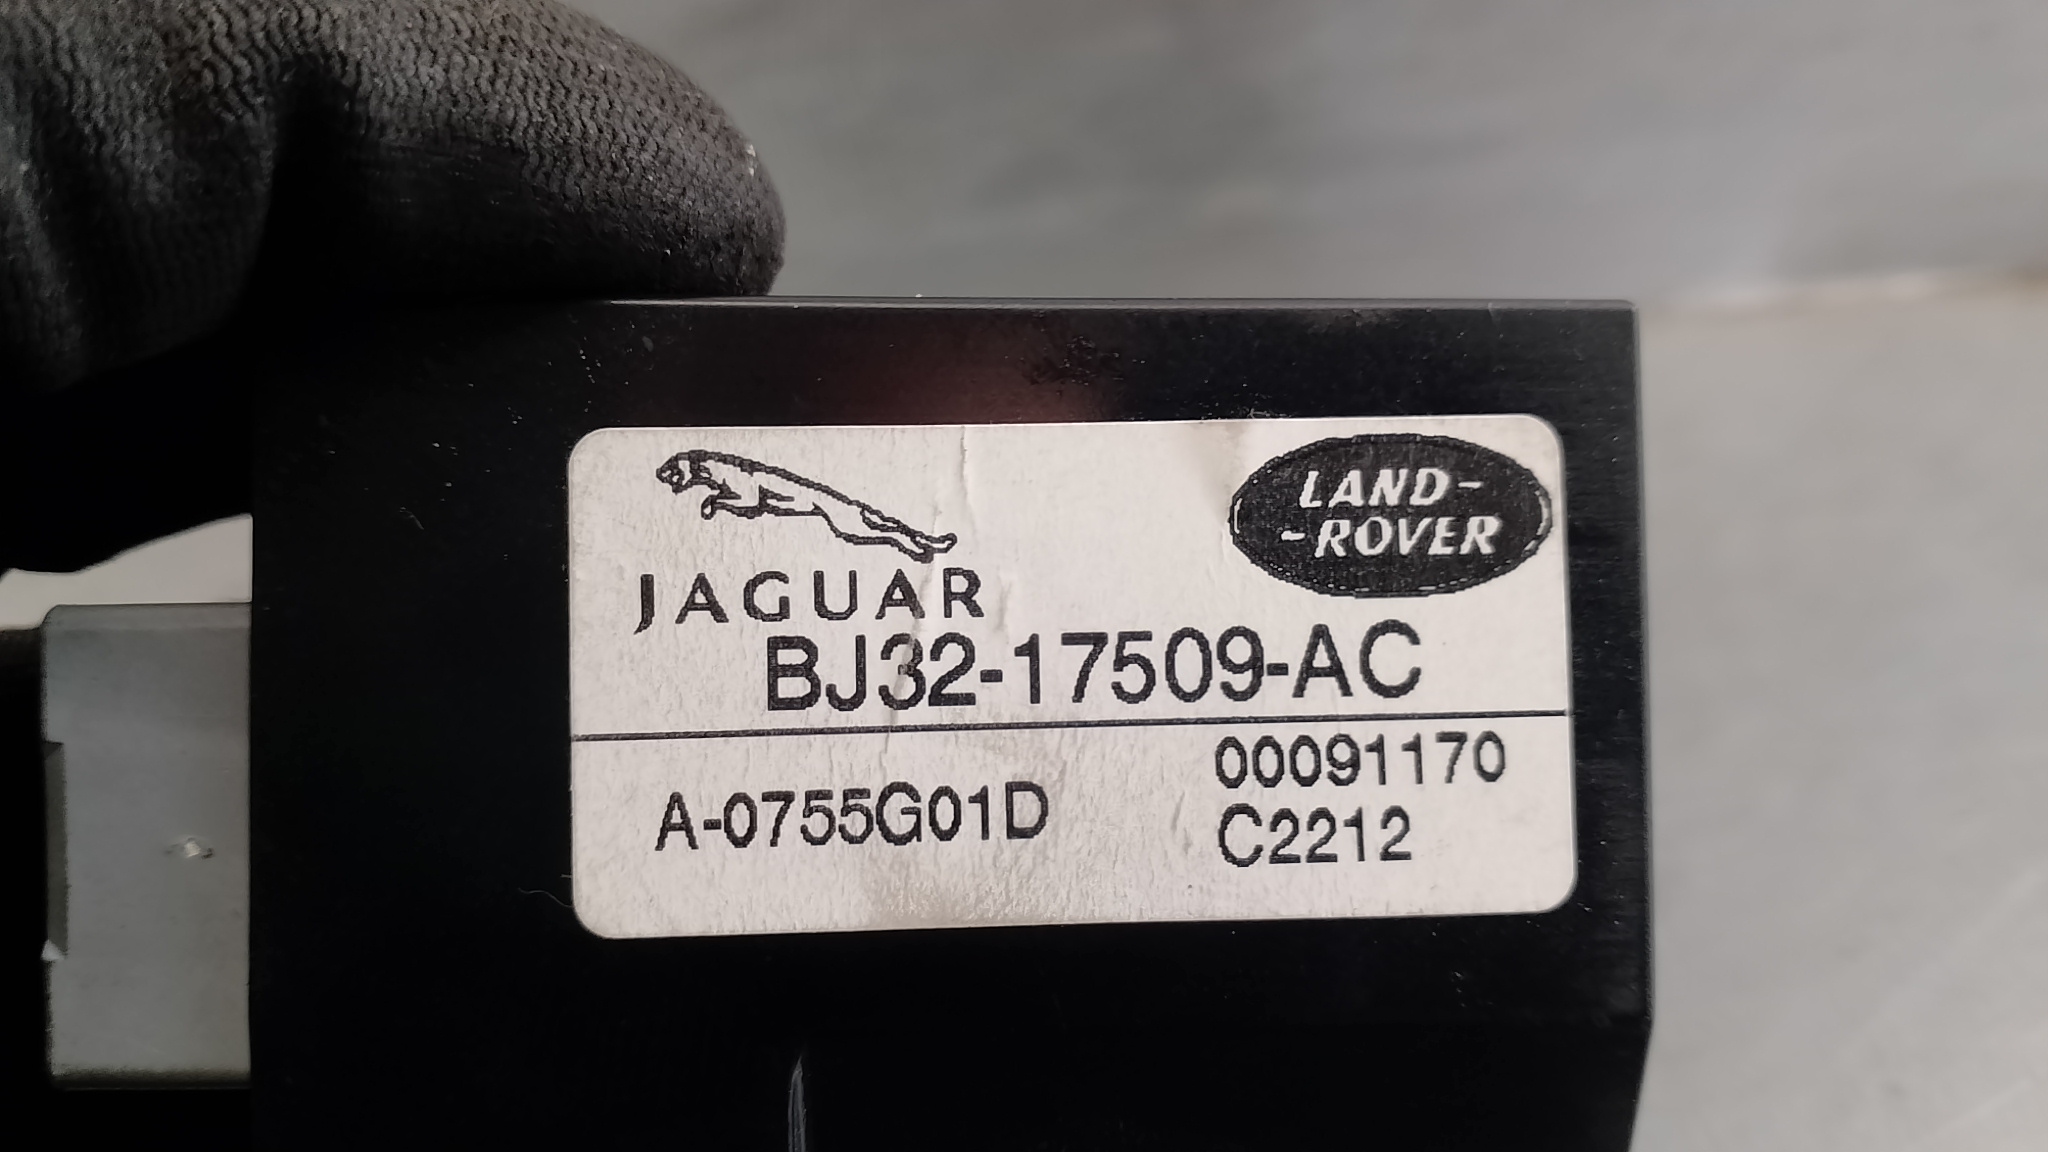 LAND-
-ROVER
JAGUAR
BJ32-17509-AC
00091170
A-0755G01D
C2212